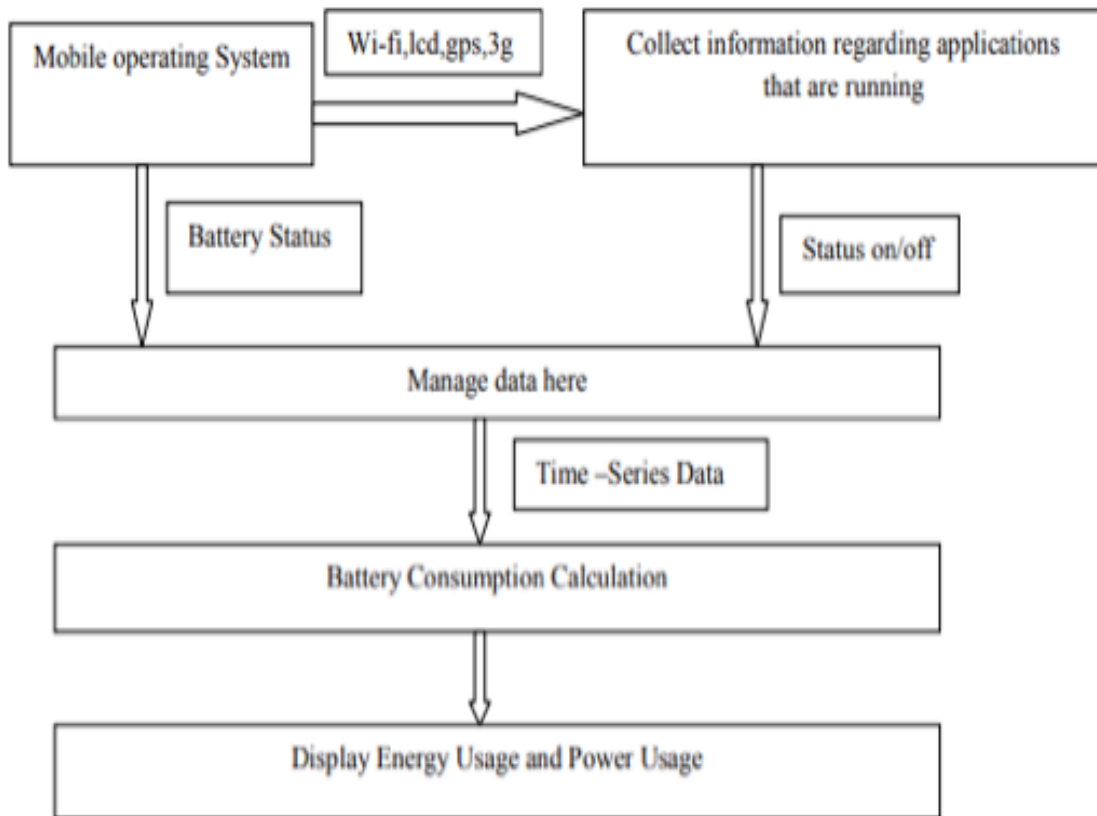 Mobile operating System
Wi-fi,lcd,gps,3g
Collect information regarding applications
that are running
Battery Status
Status on/off
Manage data here
Time –Series Data
Battery Consumption Calculation
Display Energy Usage and Power Usage